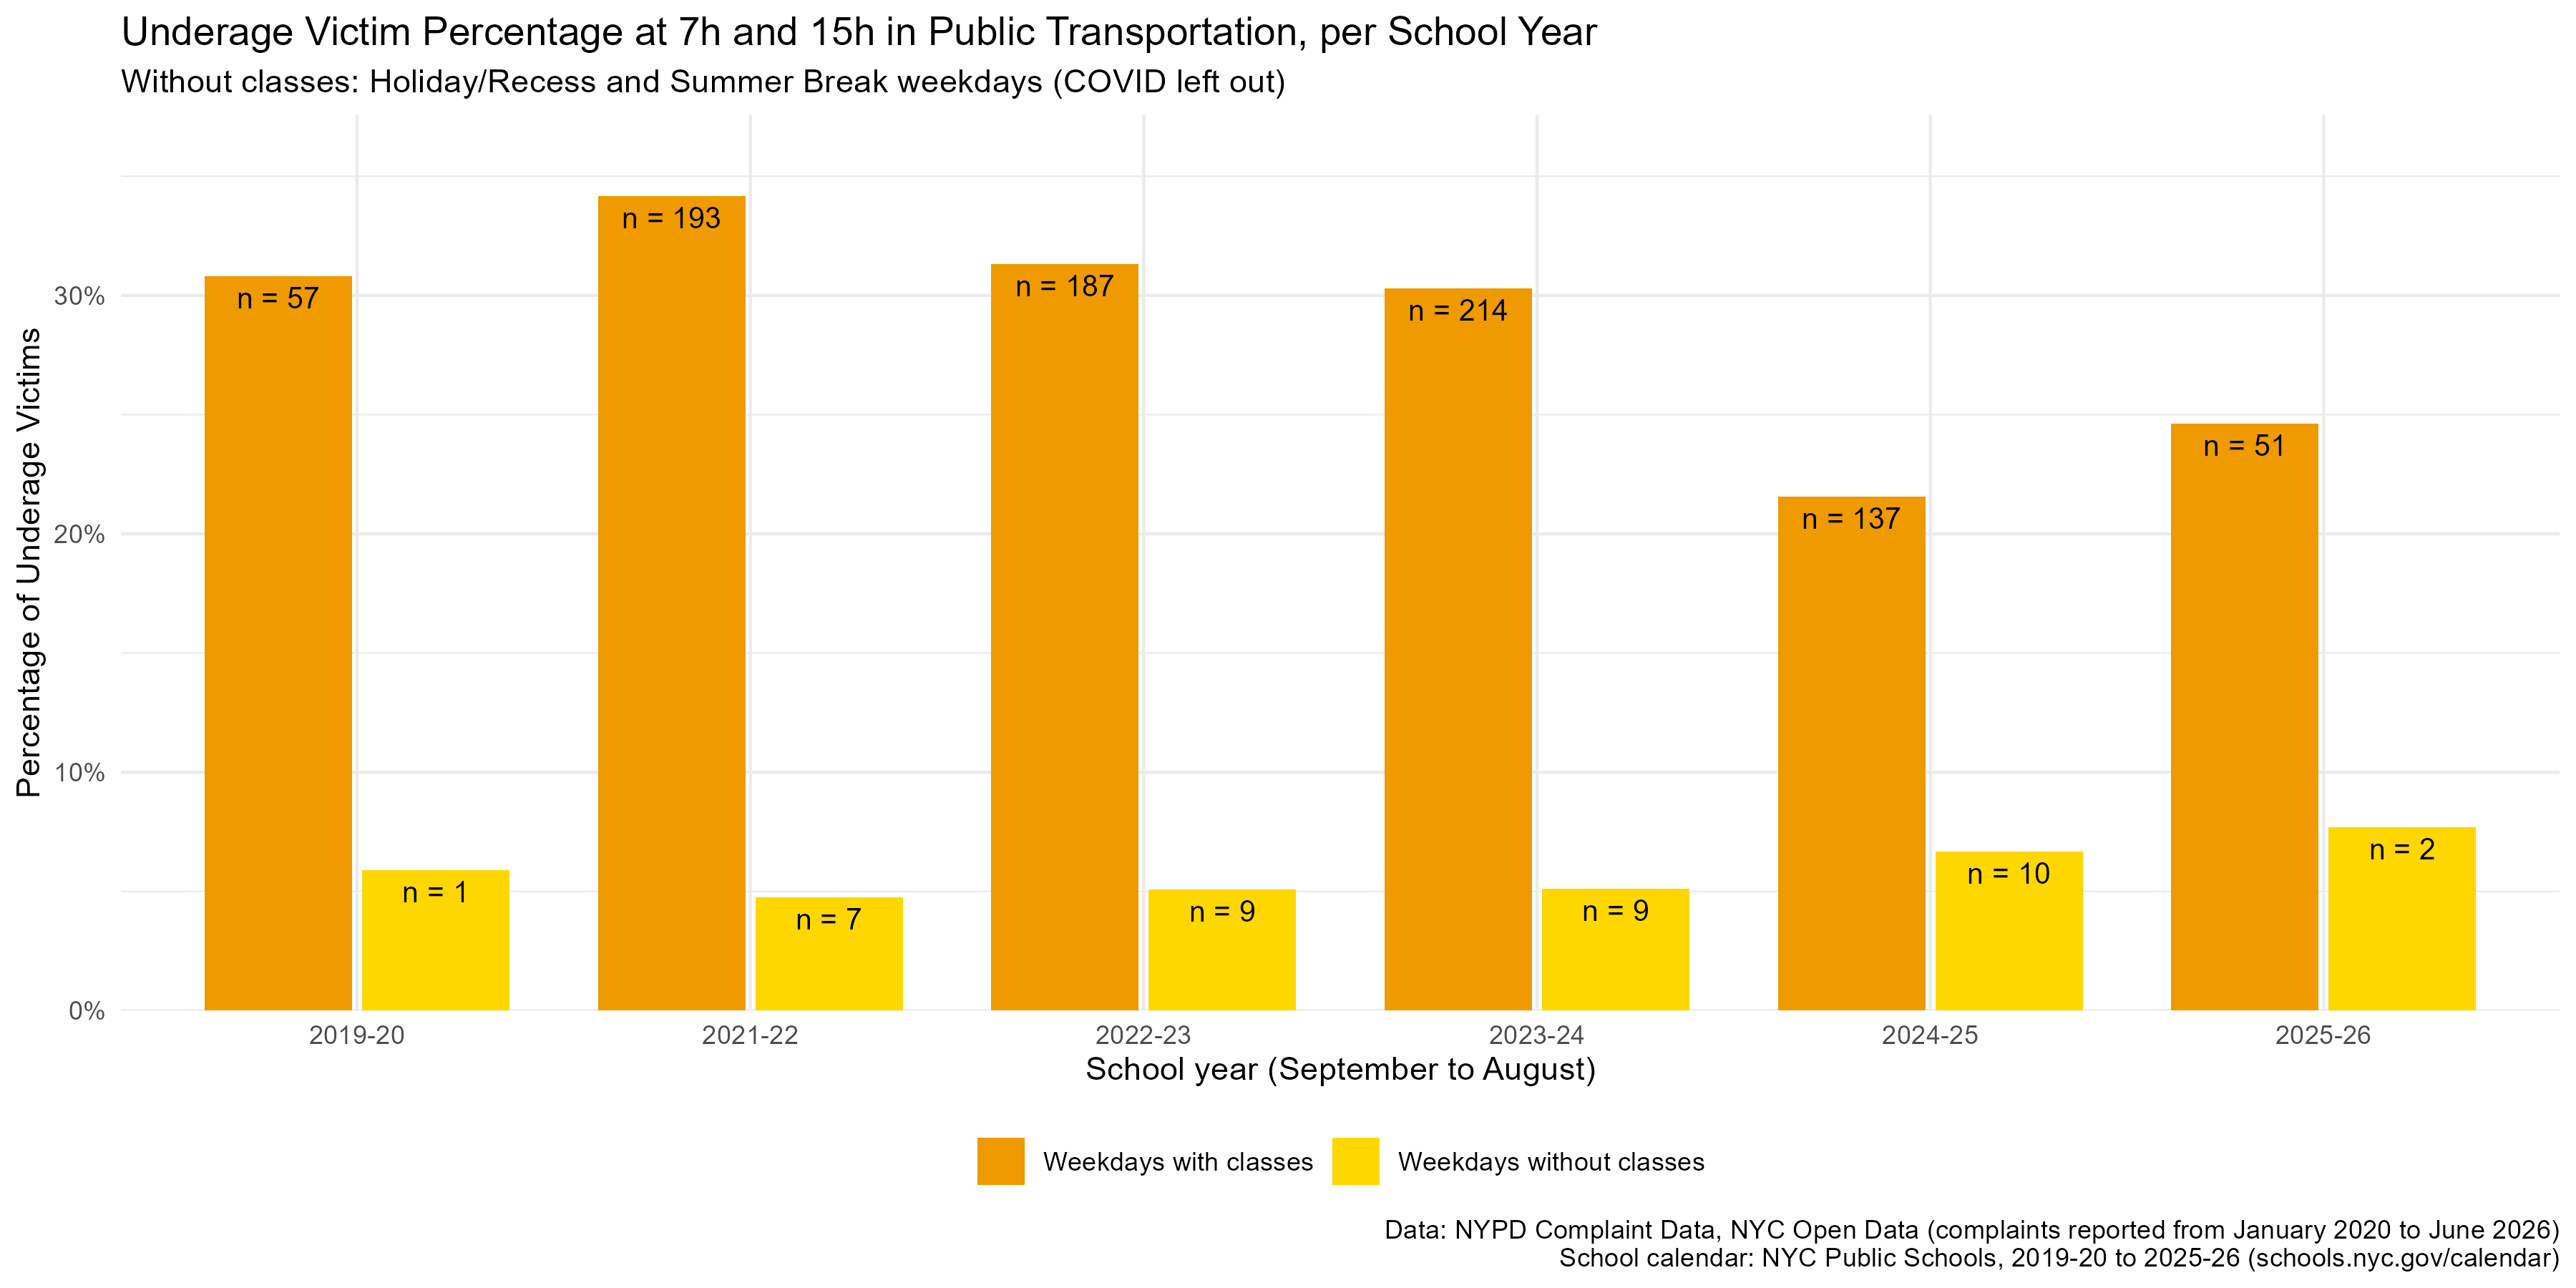 Underage Victim Percentage at 7h and 15h in Public Transportation, per School Year
Without classes: Holiday/Recess and Summer Break weekdays (COVID left out)
Percentage of Underage Victims
30%
20%
10%
0%
n = 57
n = 1
n = 193
n = 7
n = 187
n = 9
n = 214
n = 9
n = 137
n = 10
n = 51
n = 2
2019-20
2021-22
2022-23
2023-24
2024-25
2025-26
School year (September to August)
Weekdays with classes
Weekdays without classes
Data: NYPD Complaint Data, NYC Open Data (complaints reported from January 2020 to June 2026)
School calendar: NYC Public Schools, 2019-20 to 2025-26 (schools.nyc.gov/calendar)